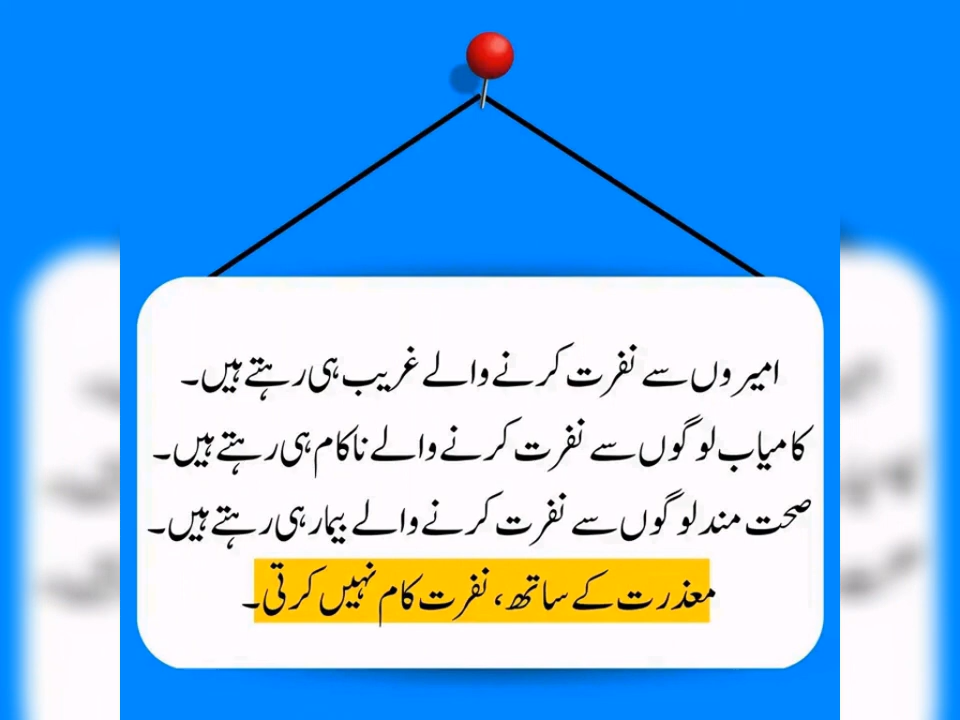 امیروں سے نفرت کرنے والے غریب ہی رہتے ہیں۔
کامیاب لوگوں سے نفرت کرنے والے ناکام ہی رہتے ہیں۔
صحت مند لوگوں سے نفرت کرنے والے بیمار ہی رہتے ہیں۔
معذرت کے ساتھ، نفرت کام نہیں کرتی۔